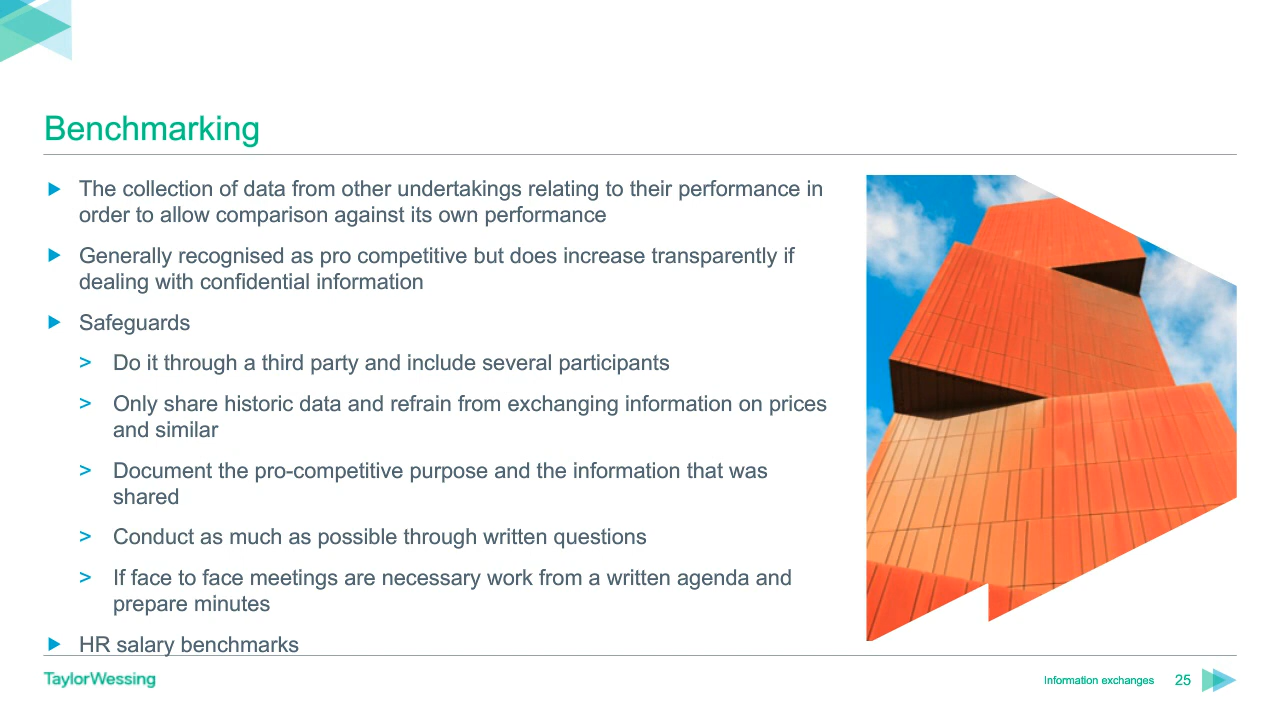 Benchmarking
The collection of data from other undertakings relating to their performance in
order to allow comparison against its own performance
Generally recognised as pro competitive but does increase transparently if
dealing with confidential information
Safeguards
> Do it through a third party and include several participants
> Only share historic data and refrain from exchanging information on prices
and similar
> Document the pro-competitive purpose and the information that was
shared
> Conduct as much as possible through written questions
> If face to face meetings are necessary work from a written agenda and
prepare minutes
HR salary benchmarks
TaylorWessing
Information exchanges 25